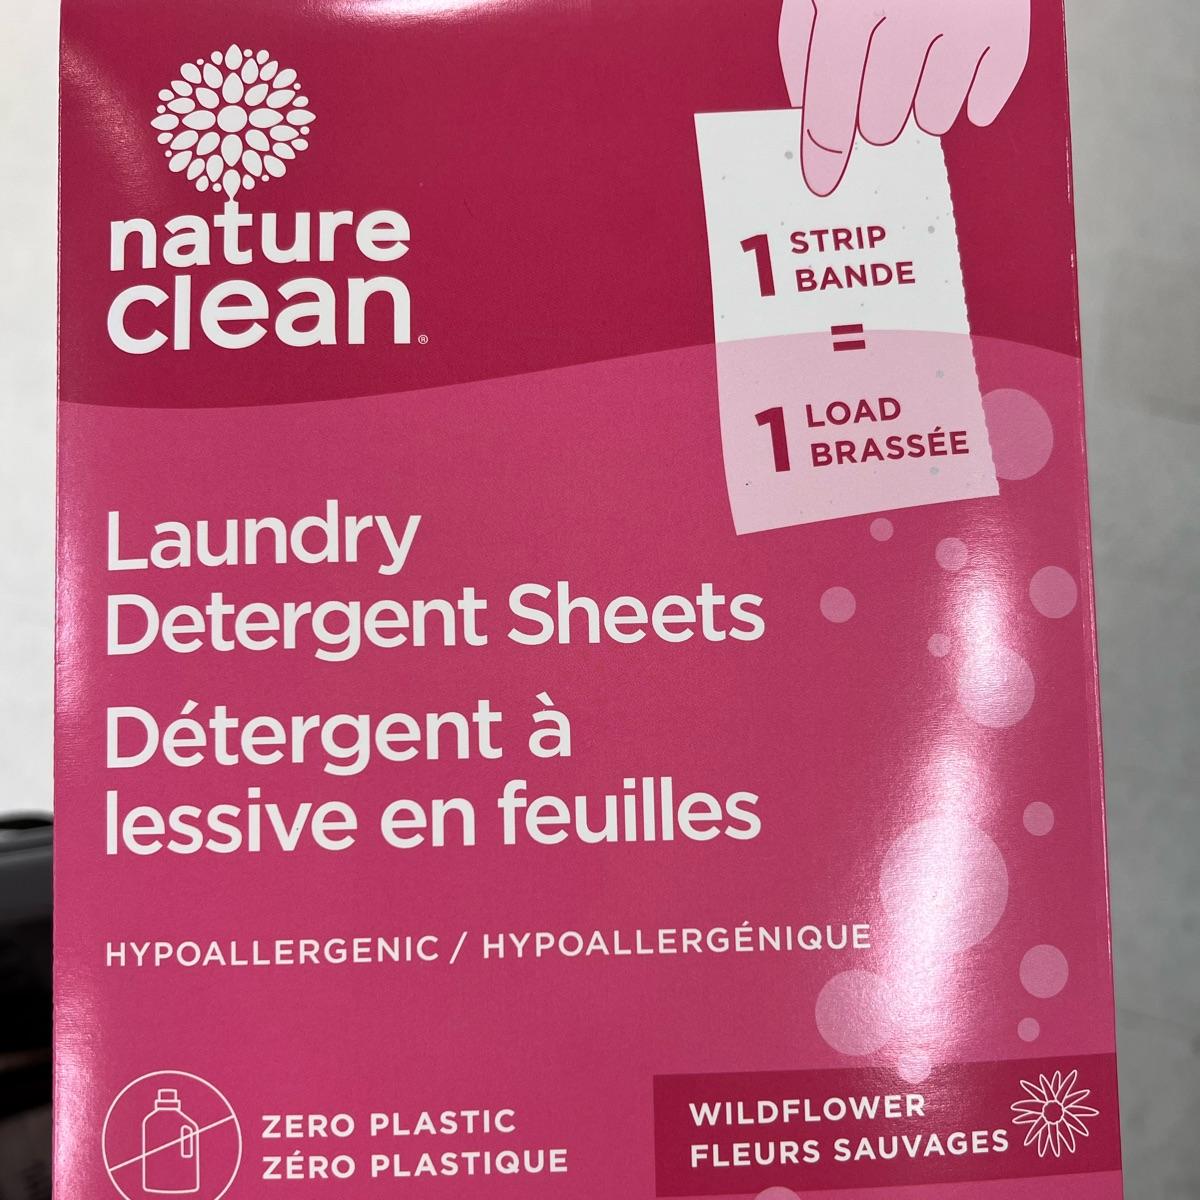 nature
clean®
1 STRIP
BANDE
=
1 LOAD
BRASSÉE
Laundry
Detergent Sheets
Détergent à
lessive en feuilles
HYPOALLERGENIC / HYPOALLERGÉNIQUE
ZERO PLASTIC
ZÉRO PLASTIQUE
WILDFLOWER
FLEURS SAUVAGES